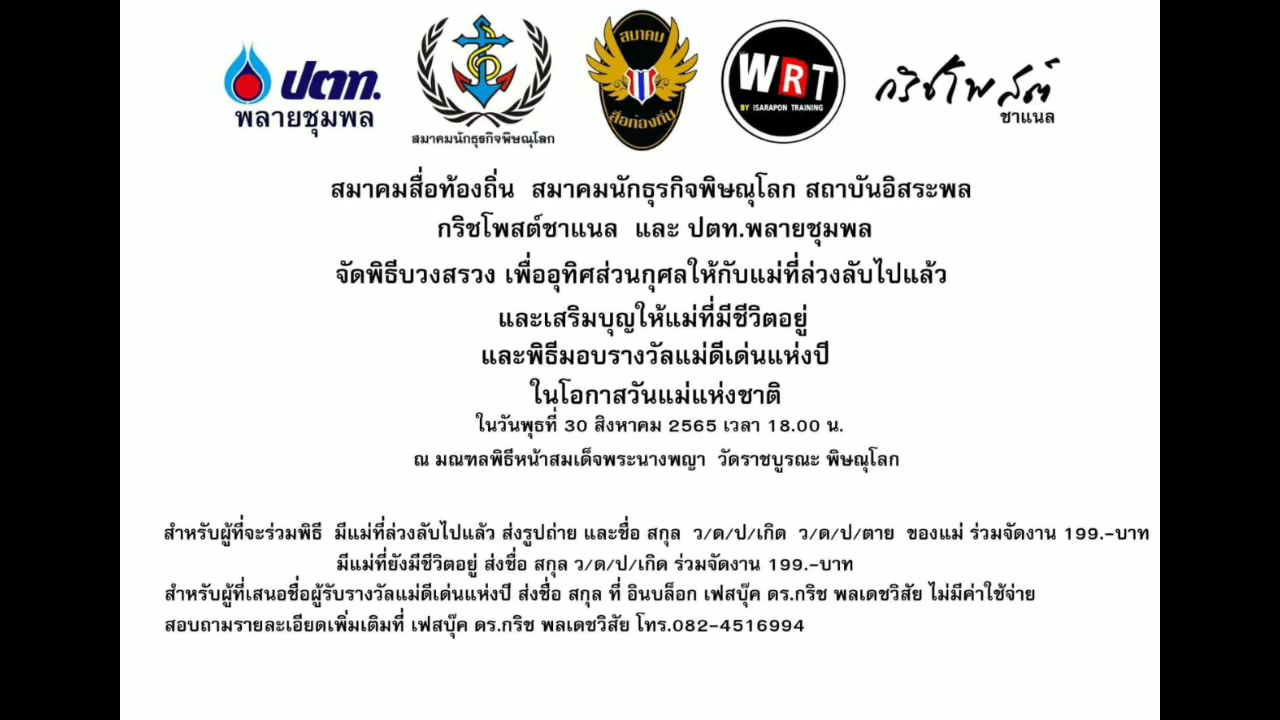 ปตท.
พลายชุมพล
สมาคมนักธุรกิจพิษณุโลก
สมาคม
สื่อท้องถิ่น
WRT
BY ISARAPON TRAINING
กริชโพสต์
ชาแนล
สมาคมสื่อท้องถิ่น สมาคมนักธุรกิจพิษณุโลก สถาบันอิสระพล
กริชโพสต์ชาแนล และ ปตท.พลายชุมพล
จัดพิธีบวงสรวง เพื่ออุทิศส่วนกุศลให้กับแม่ที่ล่วงลับไปแล้ว
และเสริมบุญให้แม่ที่มีชีวิตอยู่
และพิธีมอบรางวัลแม่ดีเด่นแห่งปี
ในโอกาสวันแม่แห่งชาติ
ในวันพุธที่ 30 สิงหาคม 2565 เวลา 18.00 น.
ณ มณฑลพิธีหน้าสมเด็จพระนางพญา วัดราชบูรณะ พิษณุโลก
สำหรับผู้ที่จะร่วมพิธี มีแม่ที่ล่วงลับไปแล้ว ส่งรูปถ่าย และชื่อ สกุล ว/ด/ป/เกิด ว/ด/ป/ตาย ของแม่ ร่วมจัดงาน 199.-บาท
มีแม่ที่ยังมีชีวิตอยู่ ส่งชื่อ สกุล ว/ด/ป/เกิด ร่วมจัดงาน 199.-บาท
สำหรับผู้ที่เสนอชื่อผู้รับรางวัลแม่ดีเด่นแห่งปี ส่งชื่อ สกุล ที่ อินบล็อก เฟสบุ๊ค ดร.กริช พลเดชวิสัย ไม่มีค่าใช้จ่าย
สอบถามรายละเอียดเพิ่มเติมที่ เฟสบุ๊ค ดร.กริช พลเดชวิสัย โทร.082-4516994